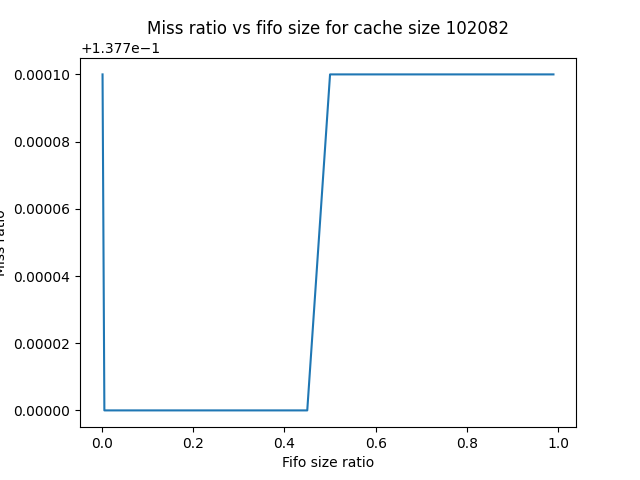 Miss ratio vs fifo size for cache size 102082
+1.377e−1
0.00010
0.00008
0.00006
0.00004
0.00002
0.00000
Miss ratio
0.0 0.2 0.4 0.6 0.8 1.0
Fifo size ratio